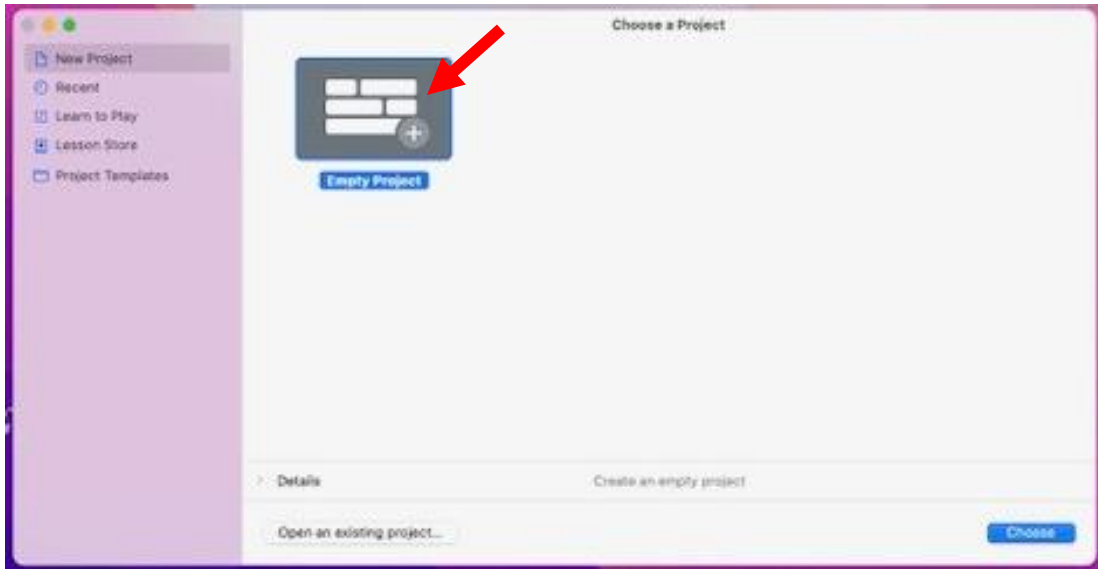 Choose a Project
New Project
Recent
Learn to Play
Lesson Store
Project Templates
Empty Project
Details
Create an empty project
Open an existing project...
Choose